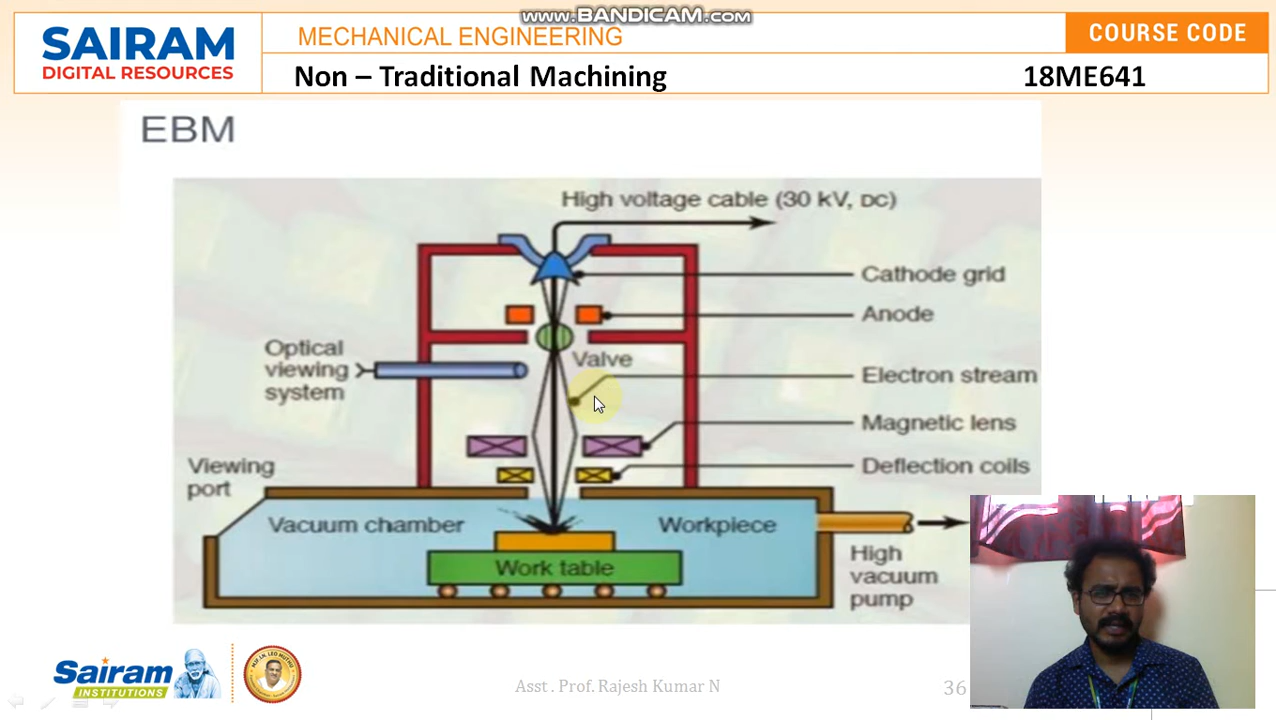 www.BANDICAM.com
SAIRAM
DIGITAL RESOURCES
MECHANICAL ENGINEERING
COURSE CODE
Non – Traditional Machining
18ME641
EBM
High voltage cable (30 kV, DC)
Cathode grid
Anode
Optical
viewing
system
Valve
Electron stream
Magnetic lens
Deflection coils
Viewing
port
Vacuum chamber
Workpiece
Work table
High
vacuum
pump
Sairam
INSTITUTIONS
Asst . Prof. Rajesh Kumar N
36